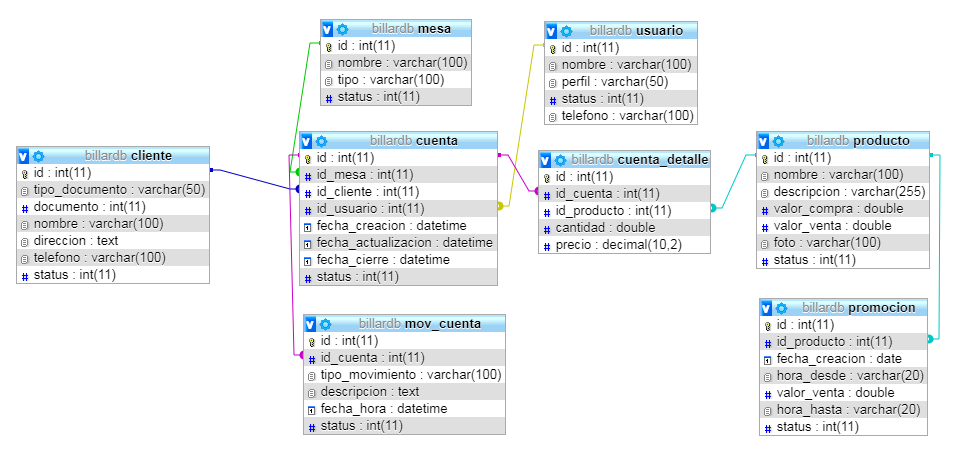 billardb mesa
id : int(11)
nombre : varchar(100)
tipo : varchar(100)
status : int(11)
billardb usuario
id : int(11)
nombre : varchar(100)
perfil : varchar(50)
status : int(11)
telefono : varchar(100)
billardb cliente
id : int(11)
tipo_documento : varchar(50)
documento : int(11)
nombre : varchar(100)
direccion : text
telefono : varchar(100)
status : int(11)
billardb cuenta
id : int(11)
id_mesa : int(11)
id_cliente : int(11)
id_usuario : int(11)
fecha_creacion : datetime
fecha_actualizacion : datetime
fecha_cierre : datetime
status : int(11)
billardb cuenta_detalle
id : int(11)
id_cuenta : int(11)
id_producto : int(11)
cantidad : double
precio : decimal(10,2)
billardb producto
id : int(11)
nombre : varchar(100)
descripcion : varchar(255)
valor_compra : double
valor_venta : double
foto : varchar(100)
status : int(11)
billardb mov_cuenta
id : int(11)
id_cuenta : int(11)
tipo_movimiento : varchar(100)
descripcion : text
fecha_hora : datetime
status : int(11)
billardb promocion
id : int(11)
id_producto : int(11)
fecha_creacion : date
hora_desde : varchar(20)
valor_venta : double
hora_hasta : varchar(20)
status : int(11)